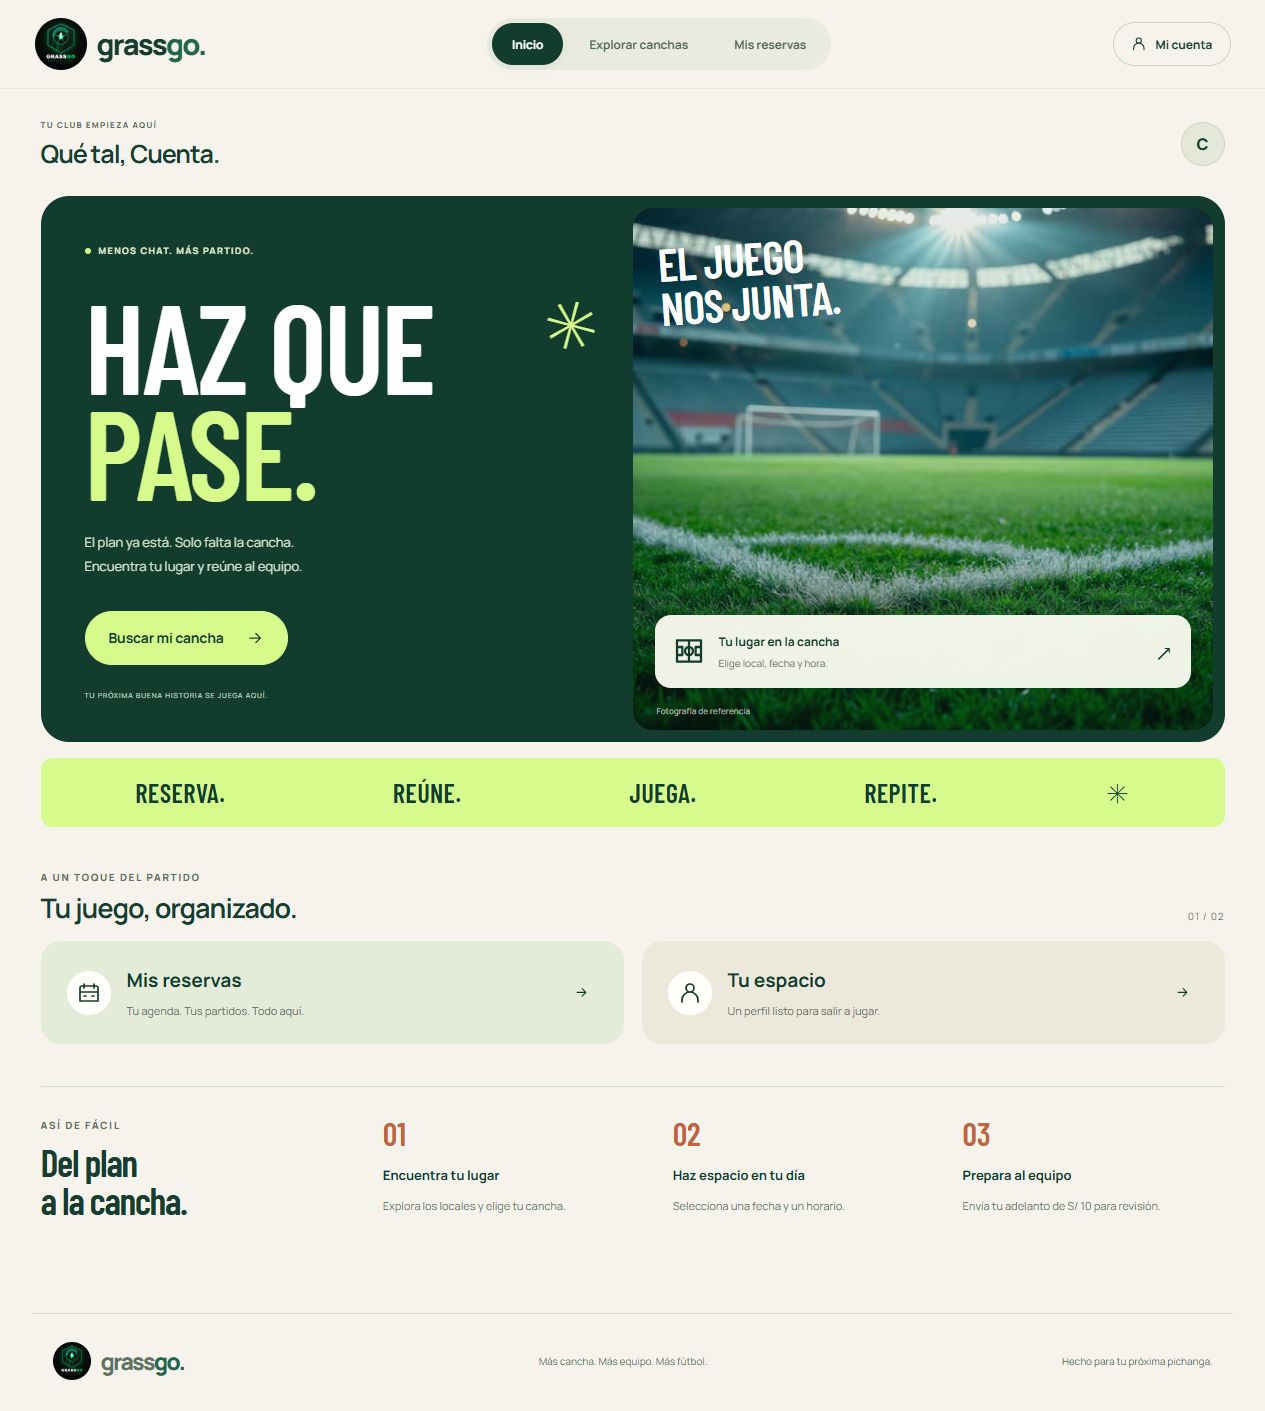 GRASSGO
grassgo.
Inicio
Explorar canchas
Mis reservas
Mi cuenta
TU CLUB EMPIEZA AQUÍ
Qué tal, Cuenta.
C
MENOS CHAT. MÁS PARTIDO.
HAZ QUE
PASE.
El plan ya está. Solo falta la cancha.
Encuentra tu lugar y reúne al equipo.
Buscar mi cancha
TU PRÓXIMA BUENA HISTORIA SE JUEGA AQUÍ.
EL JUEGO
NOS JUNTA.
Tu lugar en la cancha
Elige local, fecha y hora.
Fotografía de referencia
RESERVA.
REÚNE.
JUEGA.
REPITE.
A UN TOQUE DEL PARTIDO
Tu juego, organizado.
01 / 02
Mis reservas
Tu agenda. Tus partidos. Todo aquí.
Tu espacio
Un perfil listo para salir a jugar.
ASÍ DE FÁCIL
Del plan
a la cancha.
01
Encuentra tu lugar
Explora los locales y elige tu cancha.
02
Haz espacio en tu día
Selecciona una fecha y un horario.
03
Prepara al equipo
Envía tu adelanto de S/ 10 para revisión.
GRASSGO
grassgo.
Más cancha. Más equipo. Más fútbol.
Hecho para tu próxima pichanga.